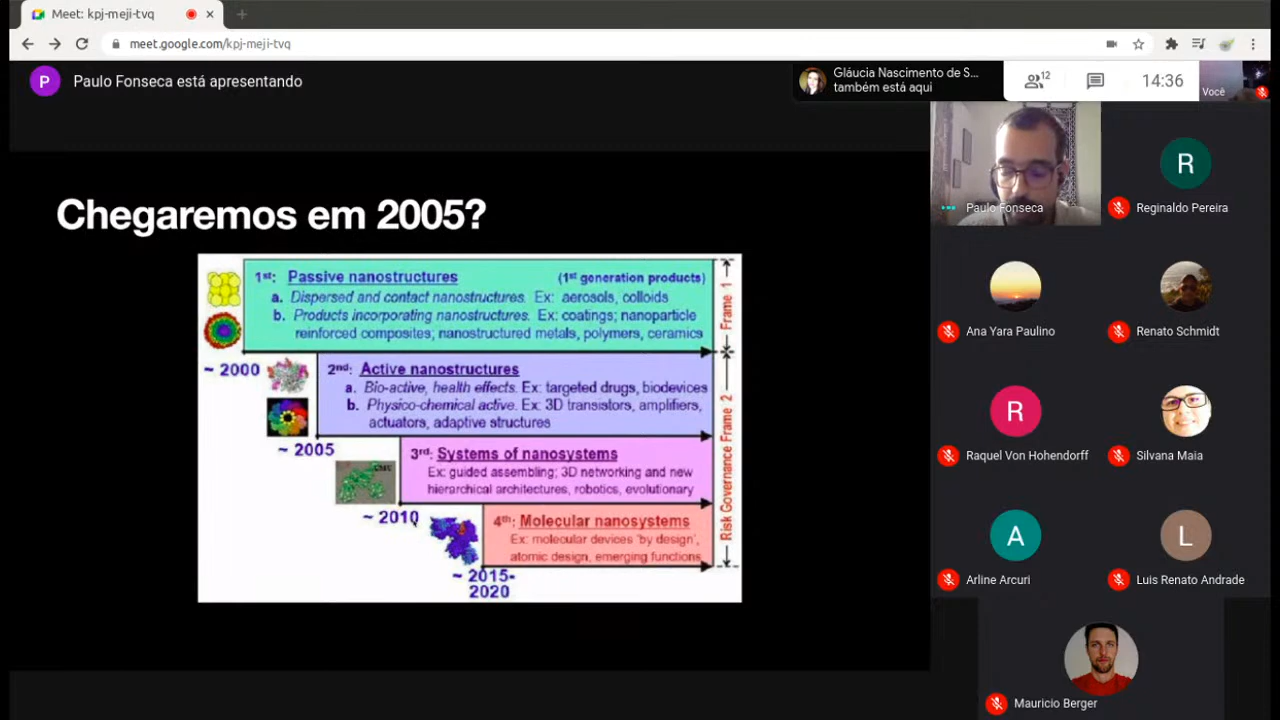 Meet: kpj-meji-tvq
meet.google.com/kpj-meji-tvq
P
Paulo Fonseca está apresentando
Gláucia Nascimento de S...
também está aqui
12
14:36
Você
Chegaremos em 2005?
1st: Passive nanostructures (1st generation products)
a. Dispersed and contact nanostructures. Ex: aerosols, colloids
b. Products incorporating nanostructures. Ex: coatings; nanoparticle
reinforced composites; nanostructured metals, polymers, ceramics
~ 2000
2nd: Active nanostructures
a. Bio-active, health effects. Ex: targeted drugs, biodevices
b. Physico-chemical active. Ex: 3D transistors, amplifiers,
actuators, adaptive structures
~ 2005
3rd: Systems of nanosystems
Ex: guided assembling; 3D networking and new
hierarchical architectures, robotics, evolutionary
CMU
~ 2010
4th: Molecular nanosystems
Ex: molecular devices 'by design',
atomic design, emerging functions
~ 2015-
2020
Frame 1
Risk Governance Frame 2
Paulo Fonseca
R
Reginaldo Pereira
Ana Yara Paulino
Renato Schmidt
R
Raquel Von Hohendorff
Silvana Maia
A
Arline Arcuri
L
Luis Renato Andrade
Mauricio Berger